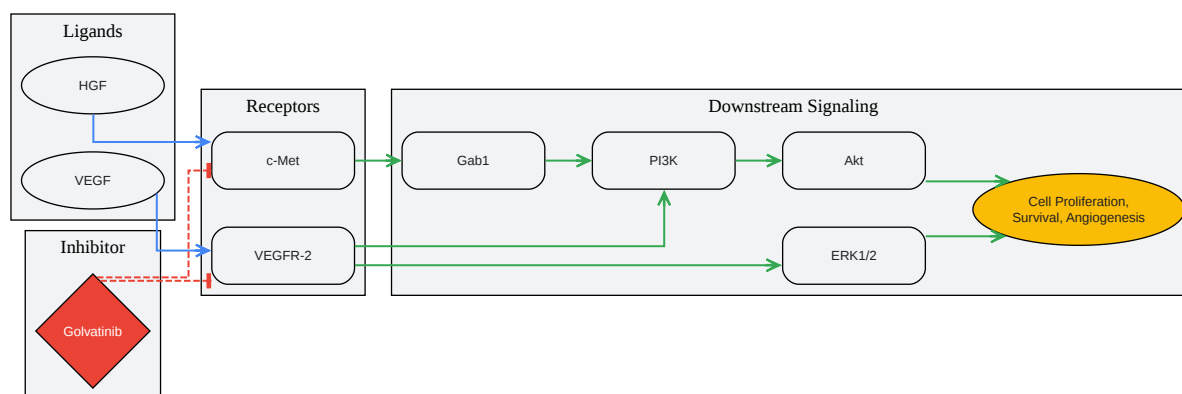 Ligands
HGF
VEGF
Inhibitor
Golvatinib
Receptors
c-Met
VEGFR-2
Downstream Signaling
Gab1
PI3K
Akt
ERK1/2
Cell Proliferation,
Survival, Angiogenesis